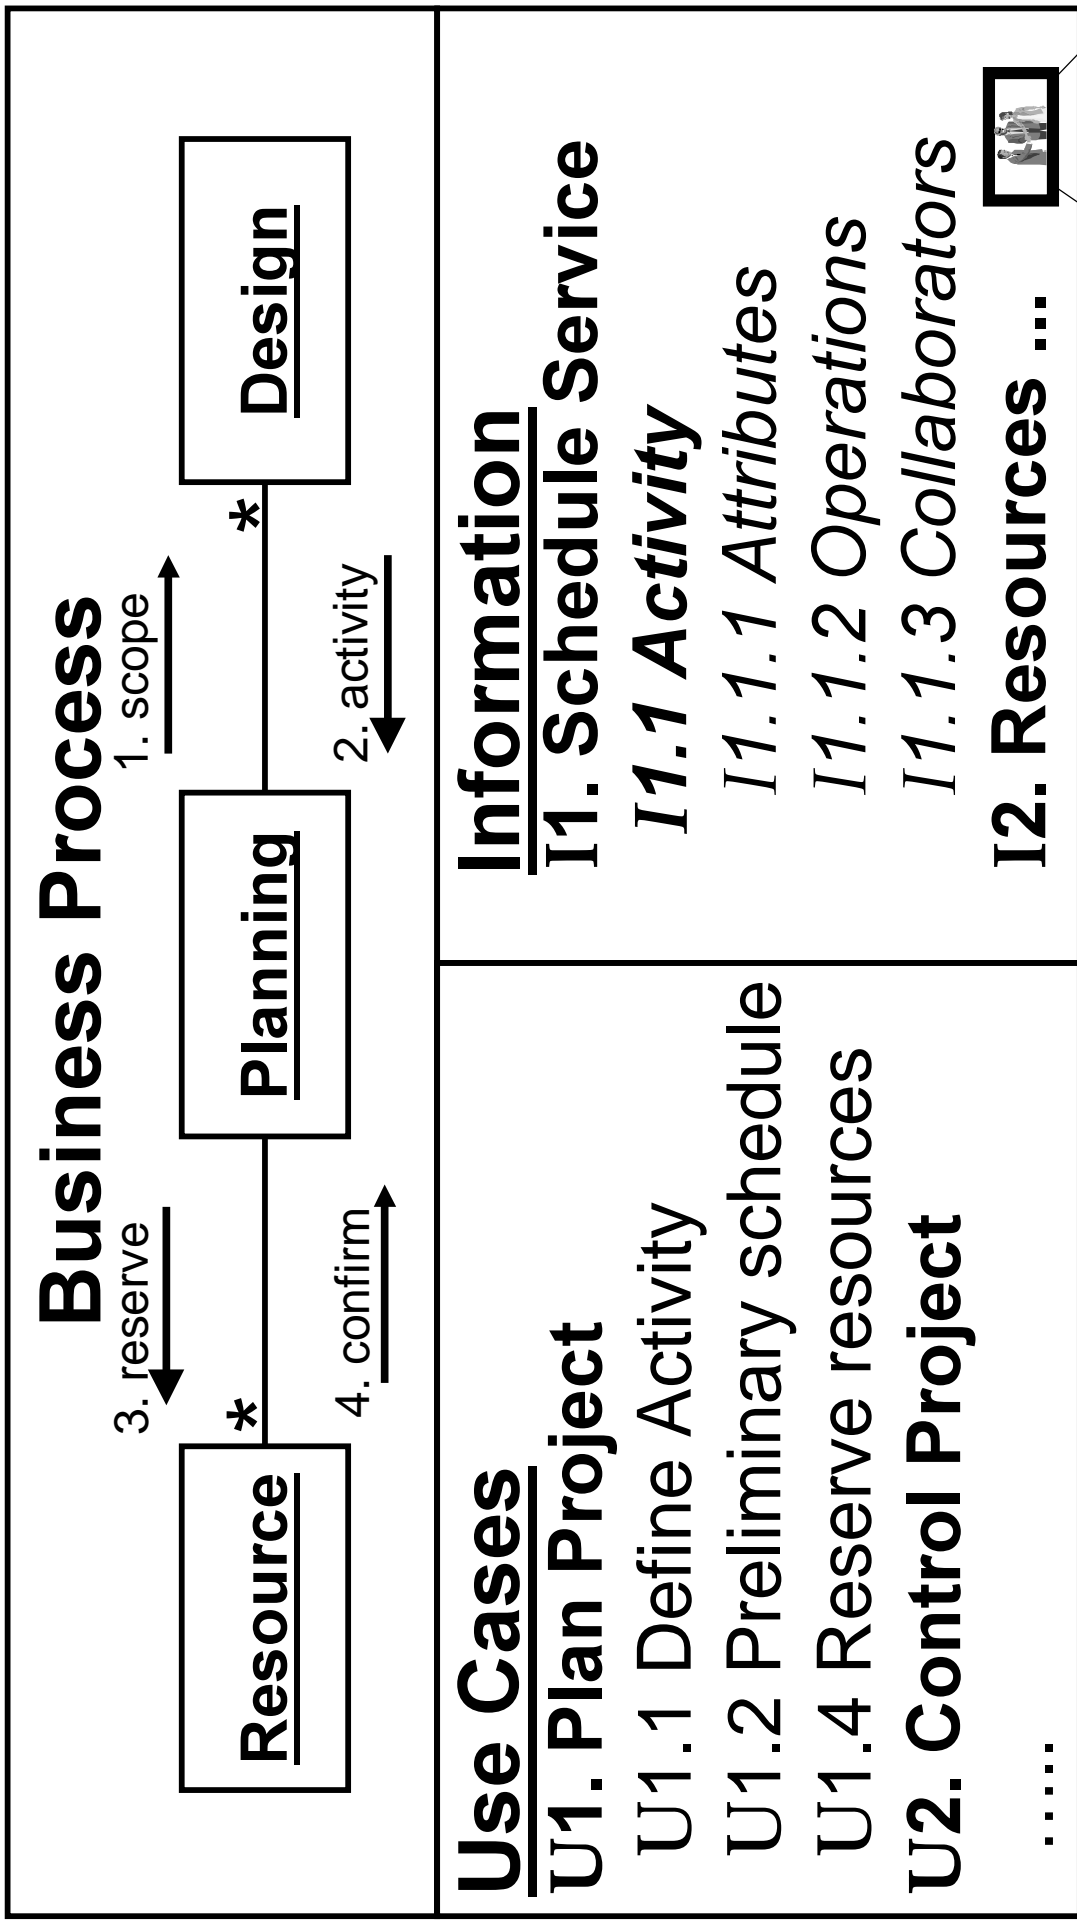 Business Process
3. reserve
1. scope
Resource
*
Planning
*
Design
4. confirm
2. activity
Use Cases
U1. Plan Project
U1.1 Define Activity
U1.2 Preliminary schedule
U1.4 Reserve resources
U2. Control Project
.....
Information
I1. Schedule Service
I1.1 Activity
I1.1.1 Attributes
I1.1.2 Operations
I1.1.3 Collaborators
I2. Resources ...